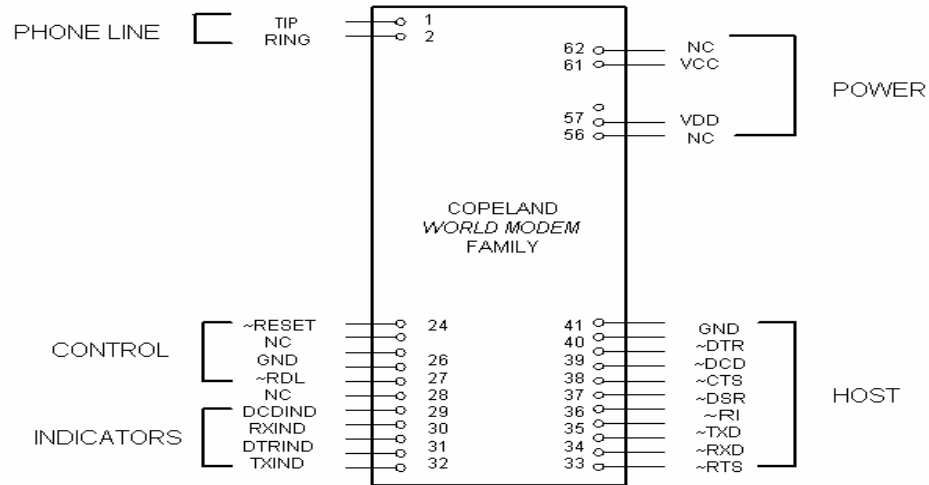 PHONE LINE
TIP 1
RING 2
62 NC
61 VCC
57 VDD
56 NC
POWER
COPELAND
WORLD MODEM
FAMILY
CONTROL
~RESET 24
NC
GND 26
~RDL 27
NC 28
INDICATORS
DCDIND 29
RXIND 30
DTRIND 31
TXIND 32
41 GND
40 ~DTR
39 ~DCD
38 ~CTS
37 ~DSR
36 ~RI
35 ~TXD
34 ~RXD
33 ~RTS
HOST